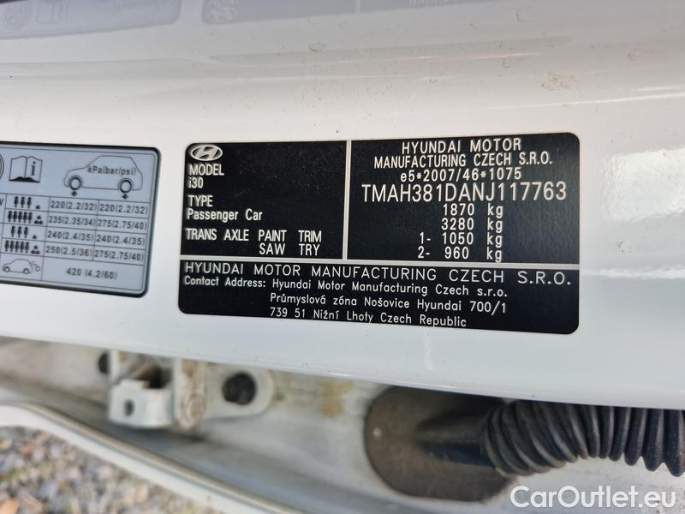 kPa(bar/psi)
220(2.2/32) 220(2.2/32)
235(2.35/34) 275(2.75/40)
240(2.4/35) 240(2.4/35)
250(2.5/36) 275(2.75/40)
420 (4.2/60)
MODEL
i30
TYPE
Passenger Car
TRANS AXLE PAINT TRIM
SAW TRY
HYUNDAI MOTOR
MANUFACTURING CZECH S.R.O.
e5*2007/46*1075
TMAH381DANJ117763
1870 kg
3280 kg
1- 1050 kg
2- 960 kg
HYUNDAI MOTOR MANUFACTURING CZECH S.R.O.
Contact Address: Hyundai Motor Manufacturing Czech s.r.o.
Průmyslová zóna Nošovice Hyundai 700/1
739 51 Nižní Lhoty Czech Republic
CarOutlet.eu